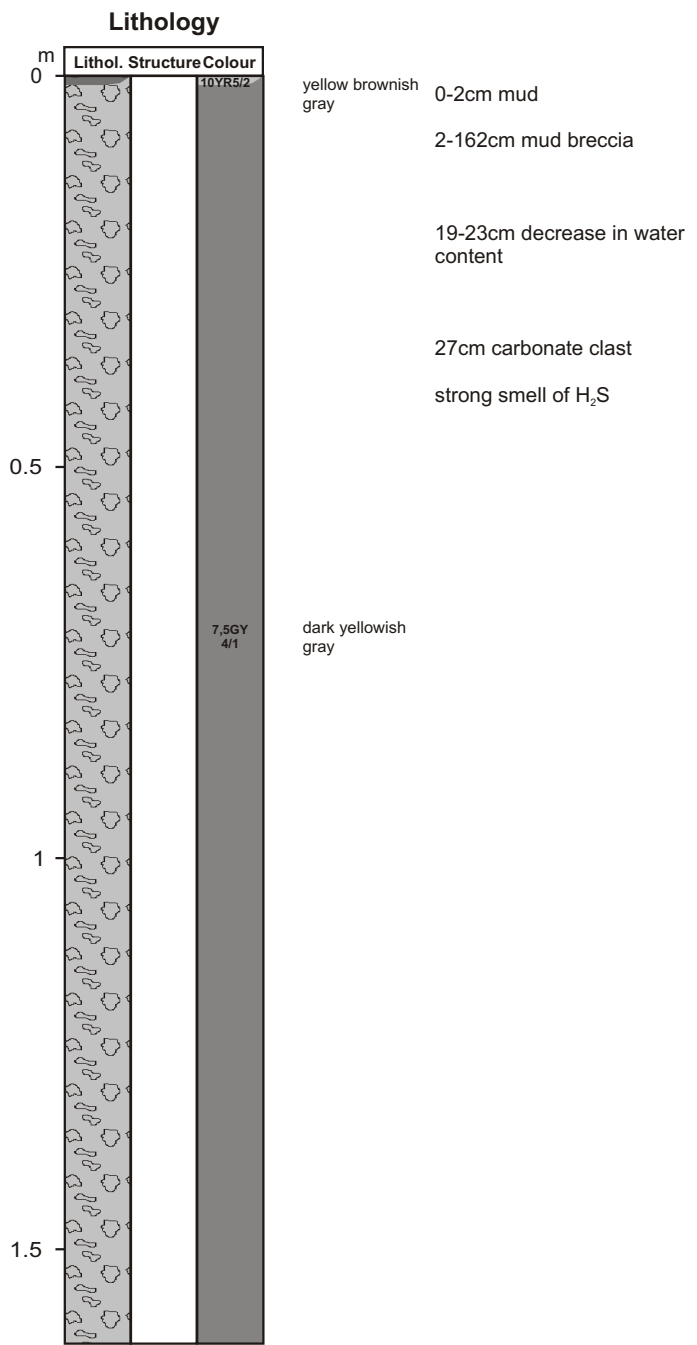 Lithology
m
Lithol. Structure Colour
0
10YR5/2
yellow brownish
gray
0-2cm mud
2-162cm mud breccia
19-23cm decrease in water
content
27cm carbonate clast
strong smell of H₂S
0.5
7,5GY
4/1
dark yellowish
gray
1
1.5